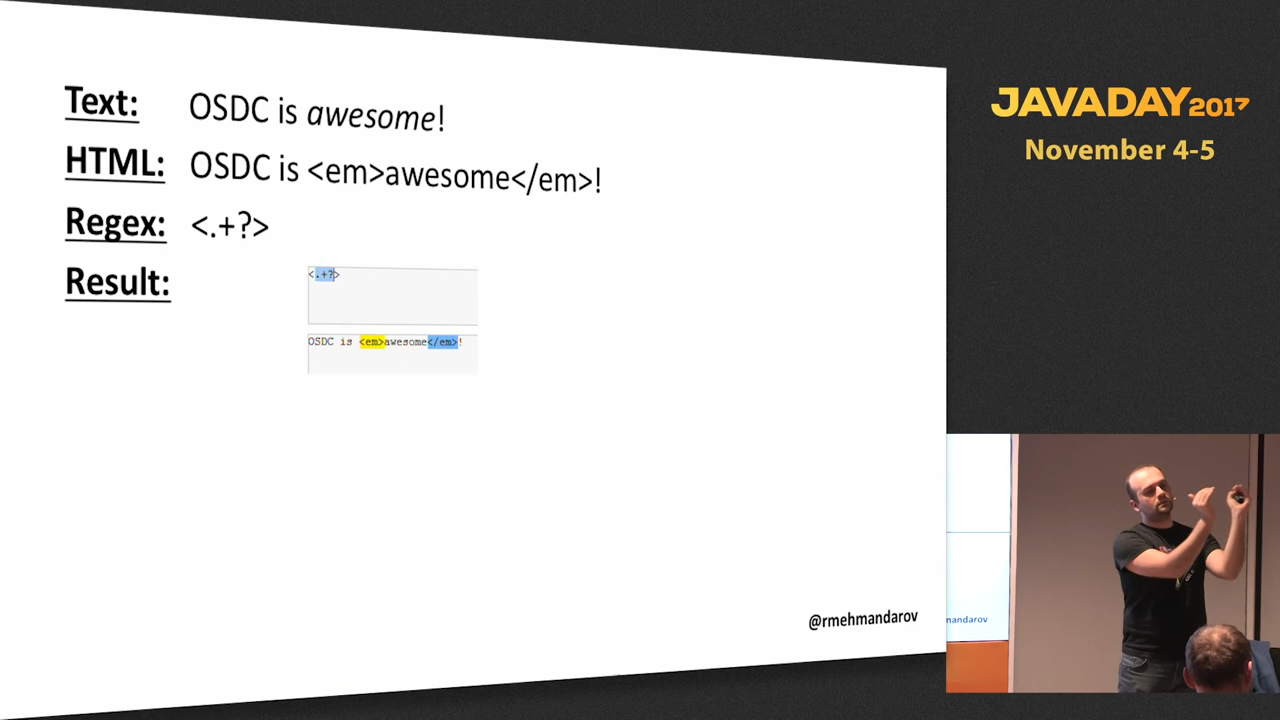 Text: OSDC is awesome!
HTML: OSDC is <em>awesome</em>!
Regex: <.+?>
Result:
<.+?>
OSDC is <em>awesome</em>!
@rmehmandarov
JAVADAY2017
November 4-5
mandarov